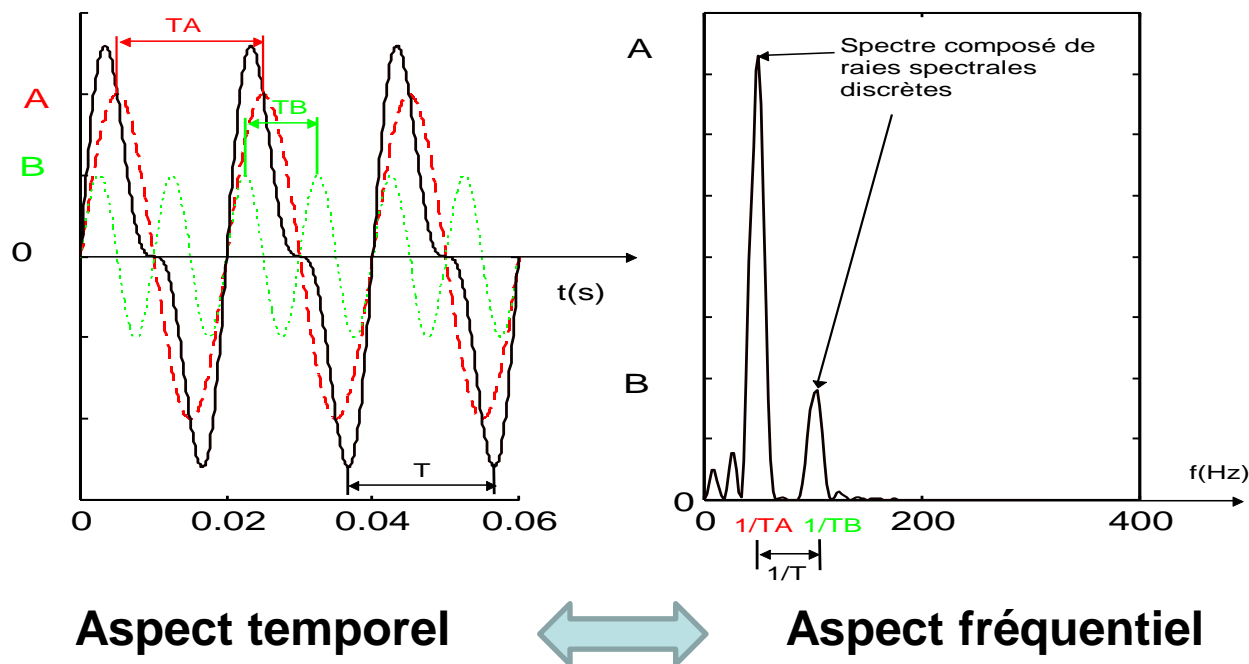 TA
A
TB
B
0
t(s)
T
0
0.02
0.04
0.06
A
Spectre composé de
raies spectrales
discrètes
B
f(Hz)
0
0
200
400
1/TA
1/TB
1/T
Aspect temporel
Aspect fréquentiel